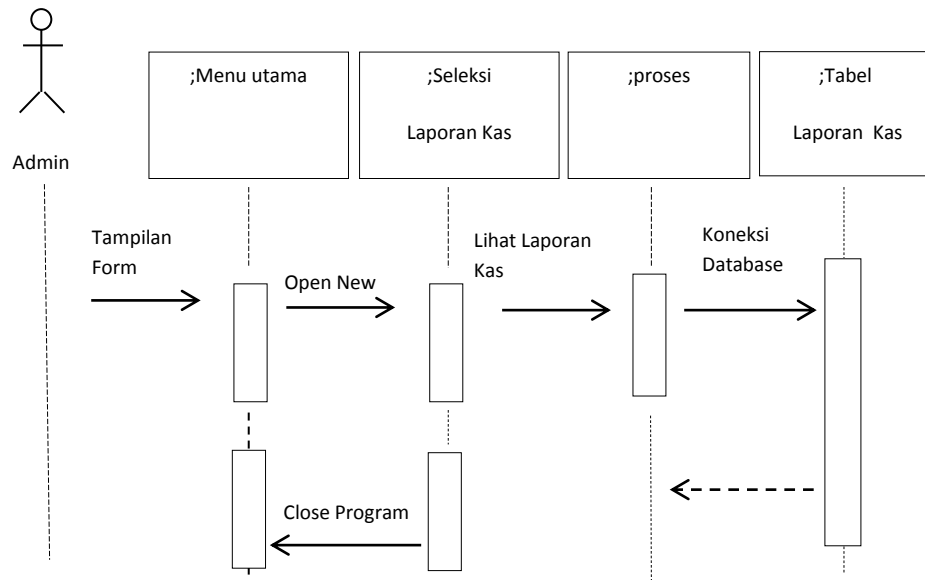 ;Menu utama
;Seleksi
Laporan Kas
;proses
;Tabel
Laporan  Kas
Admin
Tampilan
Form
Open New
Lihat Laporan
Kas
Koneksi
Database
Close Program